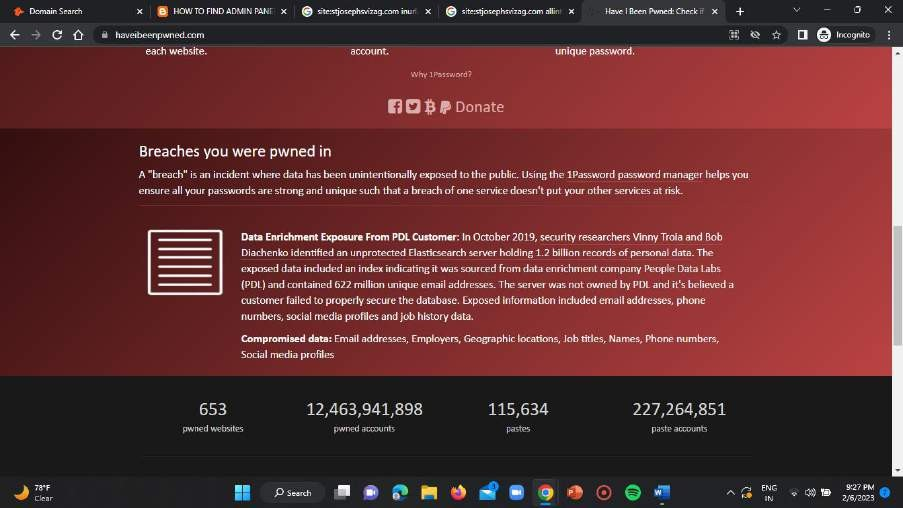 Domain Search
HOW TO FIND ADMIN PANE
site:stjosephsvizag.com inurl
site:stjosephsvizag.com allint
Have I Been Pwned: Check if
haveibeenpwned.com
Incognito
each website.
account.
unique password.
Why 1Password?
Donate
Breaches you were pwned in
A "breach" is an incident where data has been unintentionally exposed to the public. Using the 1Password password manager helps you
ensure all your passwords are strong and unique such that a breach of one service doesn't put your other services at risk.
Data Enrichment Exposure From PDL Customer: In October 2019, security researchers Vinny Troia and Bob
Diachenko identified an unprotected Elasticsearch server holding 1.2 billion records of personal data. The
exposed data included an index indicating it was sourced from data enrichment company People Data Labs
(PDL) and contained 622 million unique email addresses. The server was not owned by PDL and it's believed a
customer failed to properly secure the database. Exposed information included email addresses, phone
numbers, social media profiles and job history data.
Compromised data: Email addresses, Employers, Geographic locations, Job titles, Names, Phone numbers,
Social media profiles
653
12,463,941,898
115,634
227,264,851
pwned websites
pwned accounts
pastes
paste accounts
78°F
Clear
Search
ENG
IN
9:27 PM
2/6/2023